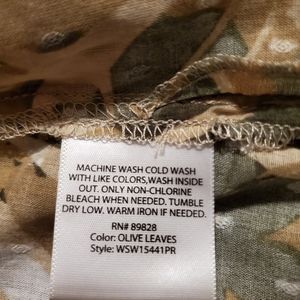 MACHINE WASH COLD WASH
WITH LIKE COLORS,WASH INSIDE
OUT. ONLY NON-CHLORINE
BLEACH WHEN NEEDED. TUMBLE
DRY LOW. WARM IRON IF NEEDED.
RN# 89828
Color: OLIVE LEAVES
Style: WSW15441PR